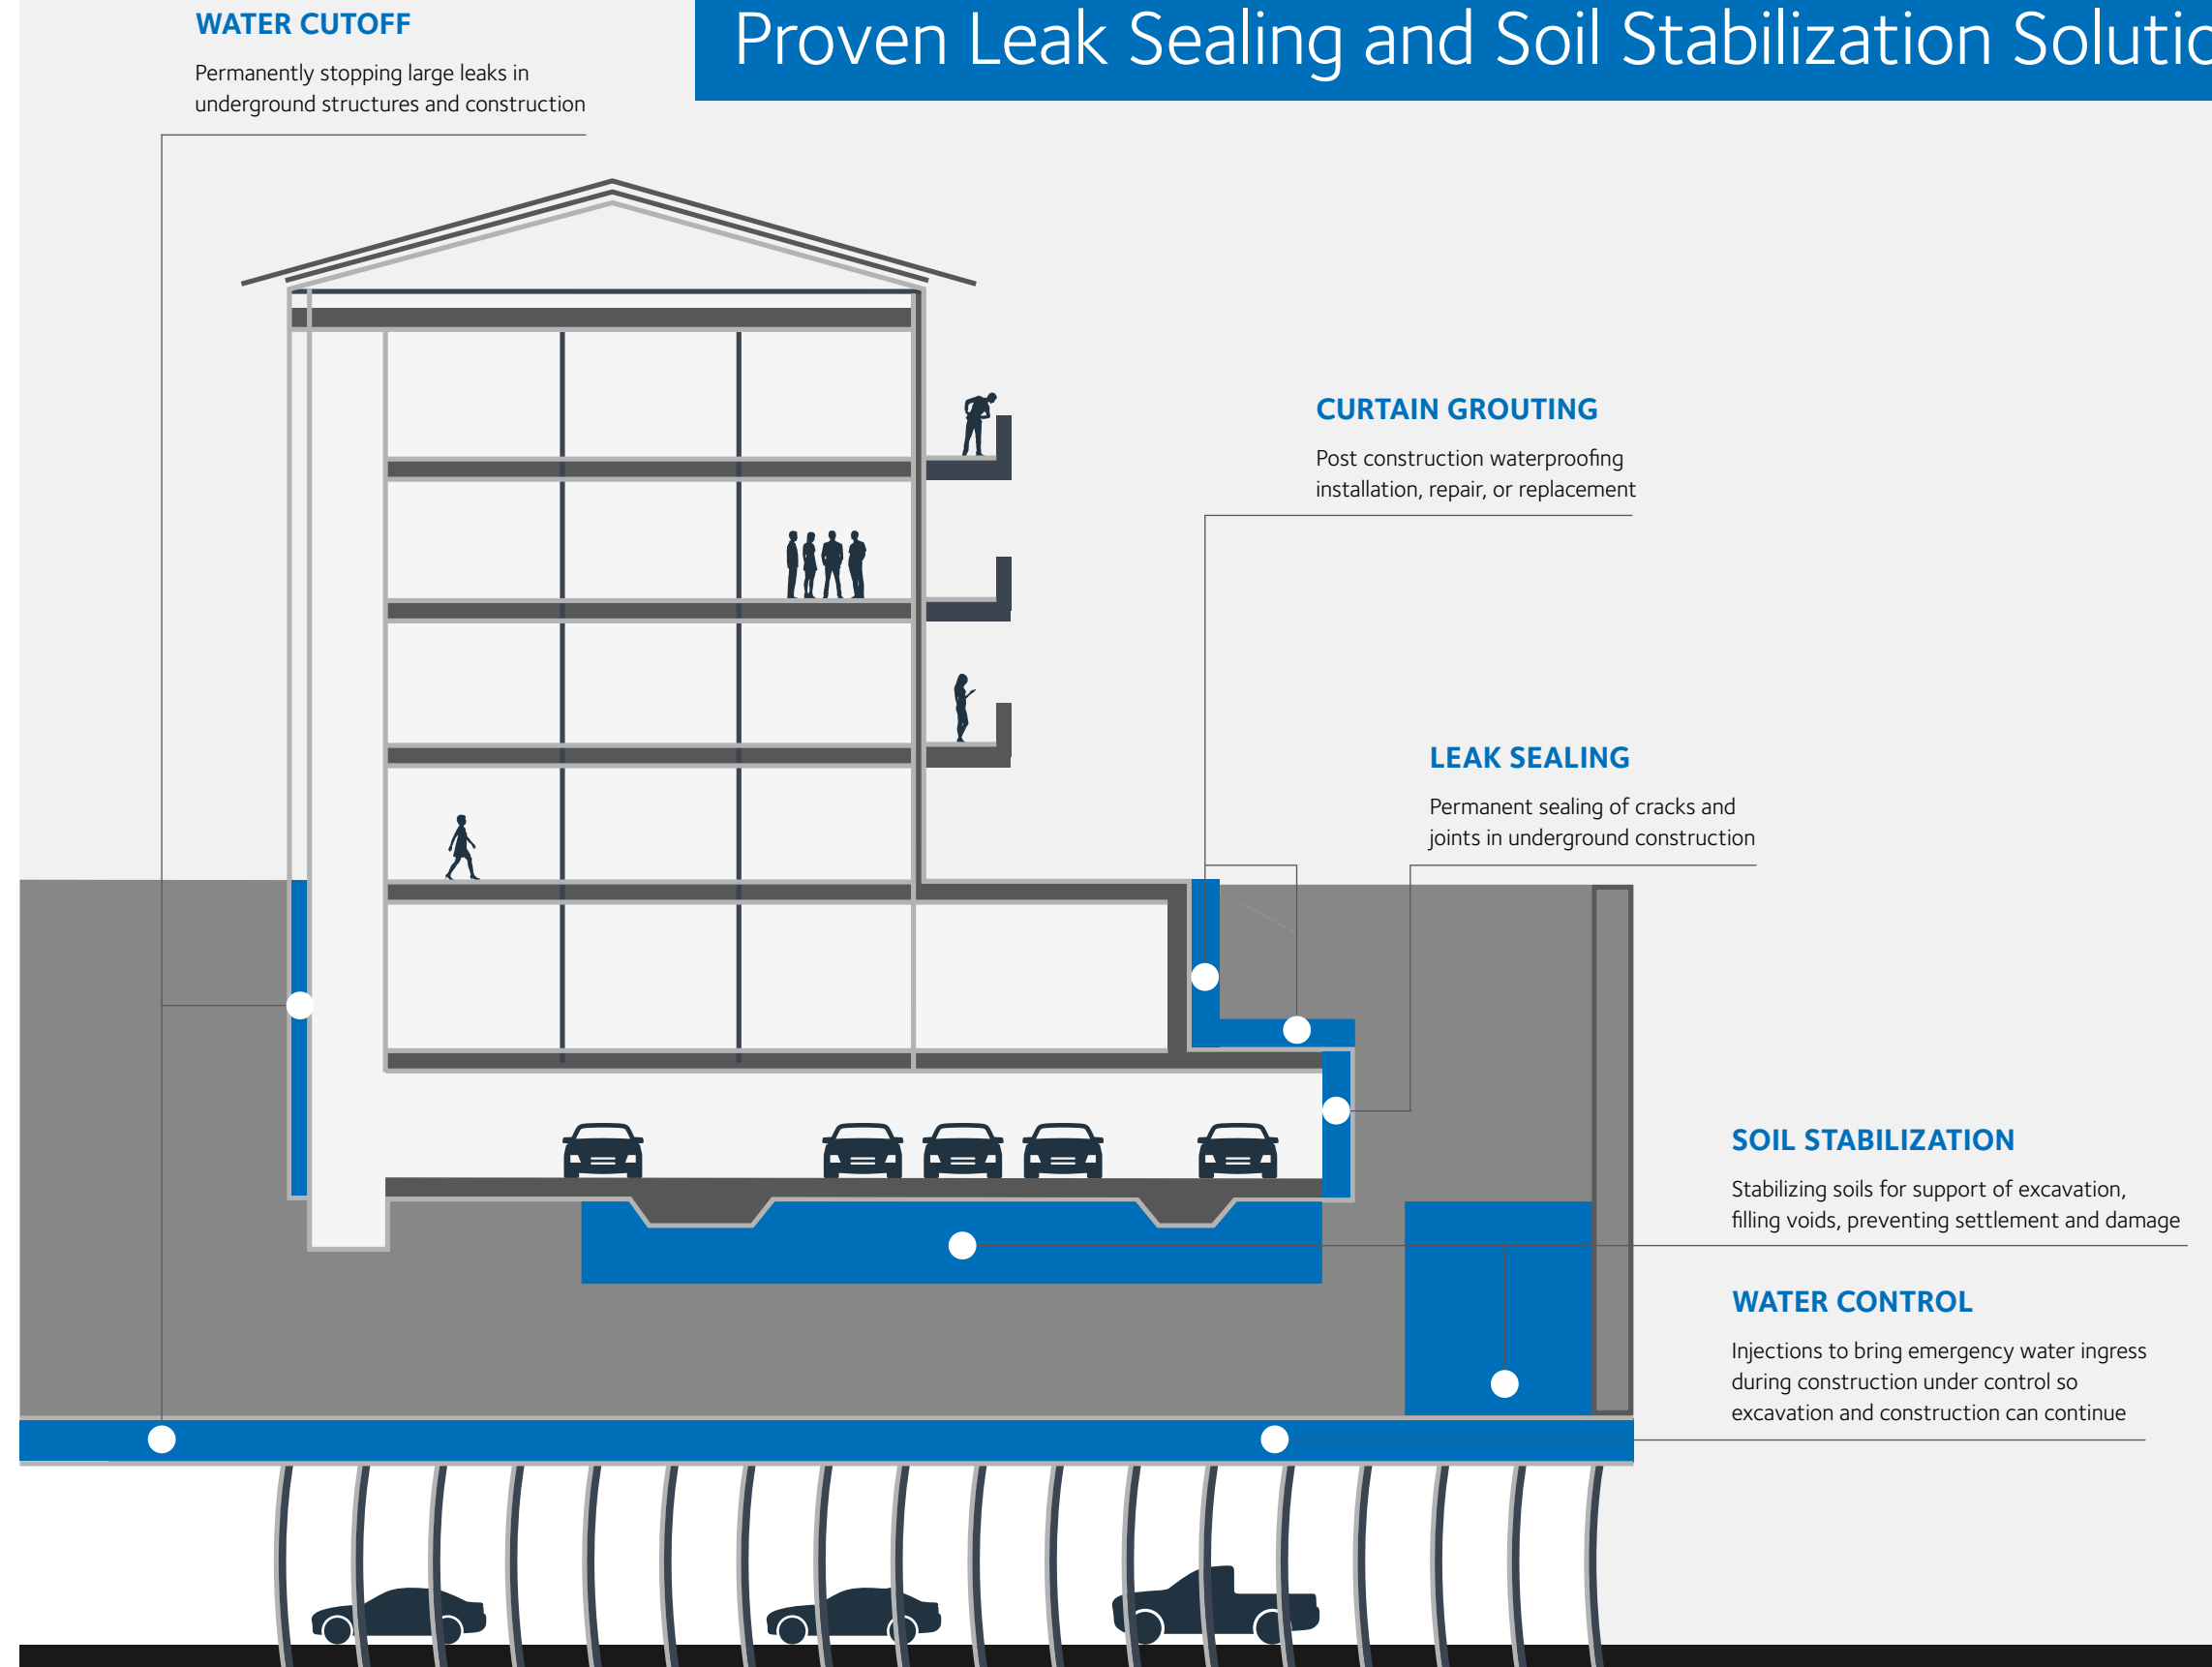 WATER CUTOFF
Permanently stopping large leaks in
underground structures and construction
Proven Leak Sealing and Soil Stabilization
CURTAIN GROUTING
Post construction waterproofing
installation, repair, or replacement
LEAK SEALING
Permanent sealing of cracks and
joints in underground construction
SOIL STABILIZATION
Stabilizing soils for support of excavation,
filling voids, preventing settlement and damage
WATER CONTROL
Injections to bring emergency water ingress
during construction under control so
excavation and construction can continue